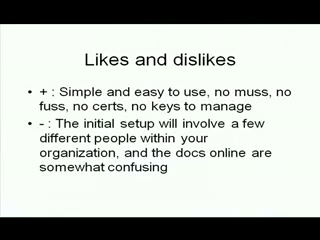 Likes and dislikes
• + : Simple and easy to use, no muss, no
fuss, no certs, no keys to manage
• - : The initial setup will involve a few
different people within your
organization, and the docs online are
somewhat confusing